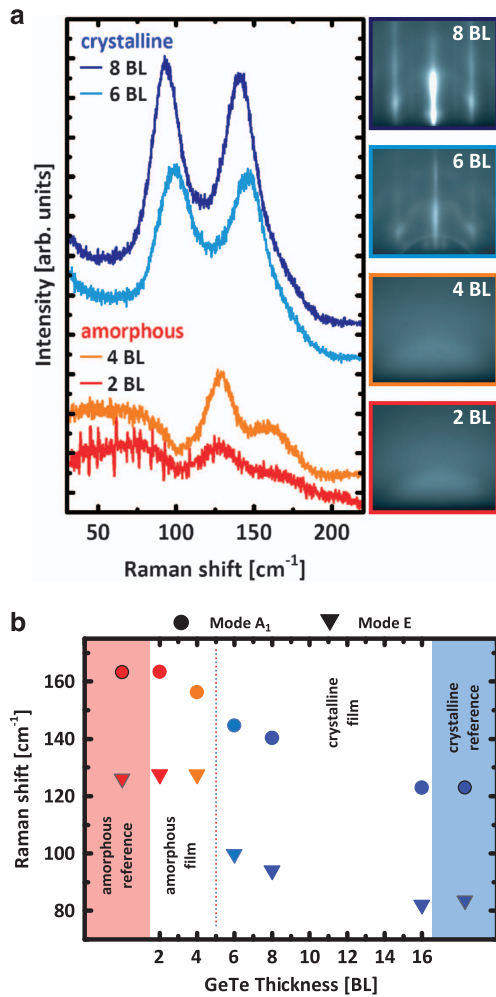 a
crystalline
8 BL
6 BL
amorphous
4 BL
2 BL
Intensity [arb. units]
50 100 150 200
Raman shift [cm⁻¹]
8 BL
6 BL
4 BL
2 BL
b
Mode A₁ Mode E
160
140
120
100
80
Raman shift [cm⁻¹]
amorphous
reference
amorphous
film
crystalline
film
crystalline
reference
2 4 6 8 10 12 14 16
GeTe Thickness [BL]